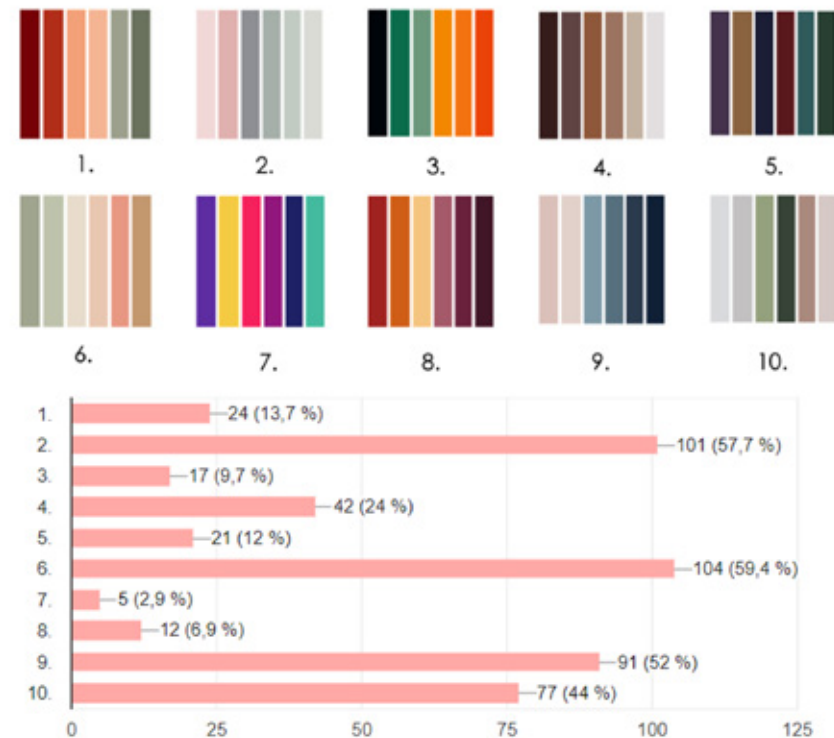 1. 2. 3. 4. 5.
6. 7. 8. 9. 10.
1. 24 (13,7 %)
2. 101 (57,7 %)
3. 17 (9,7 %)
4. 42 (24 %)
5. 21 (12 %)
6. 104 (59,4 %)
7. 5 (2,9 %)
8. 12 (6,9 %)
9. 91 (52 %)
10. 77 (44 %)
0 25 50 75 100 125